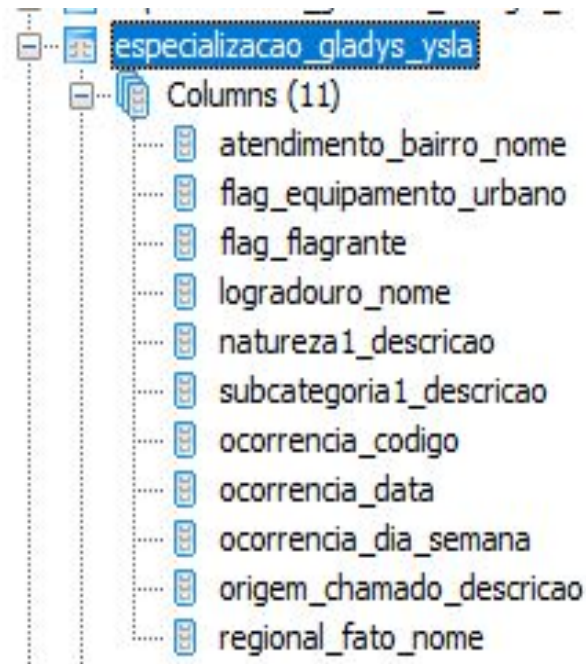 especializacao_gladys_ysla
Columns (11)
atendimento_bairro_nome
flag_equipamento_urbano
flag_flagrante
logradouro_nome
natureza1_descricao
subcategoria1_descricao
ocorrencia_codigo
ocorrencia_data
ocorrencia_dia_semana
origem_chamado_descricao
regional_fato_nome